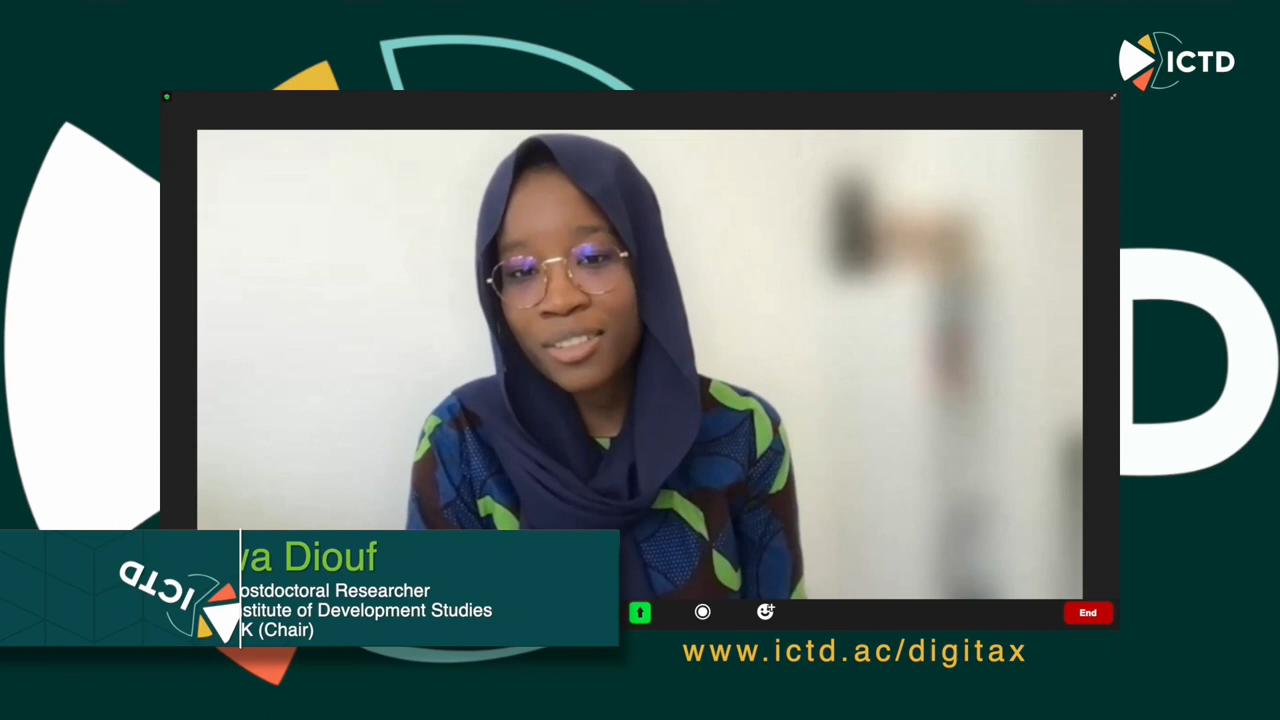 ICTD
va Diouf
ostdoctoral Researcher
stitute of Development Studies
K (Chair)
ICTD
End
www.ictd.ac/digitax
D